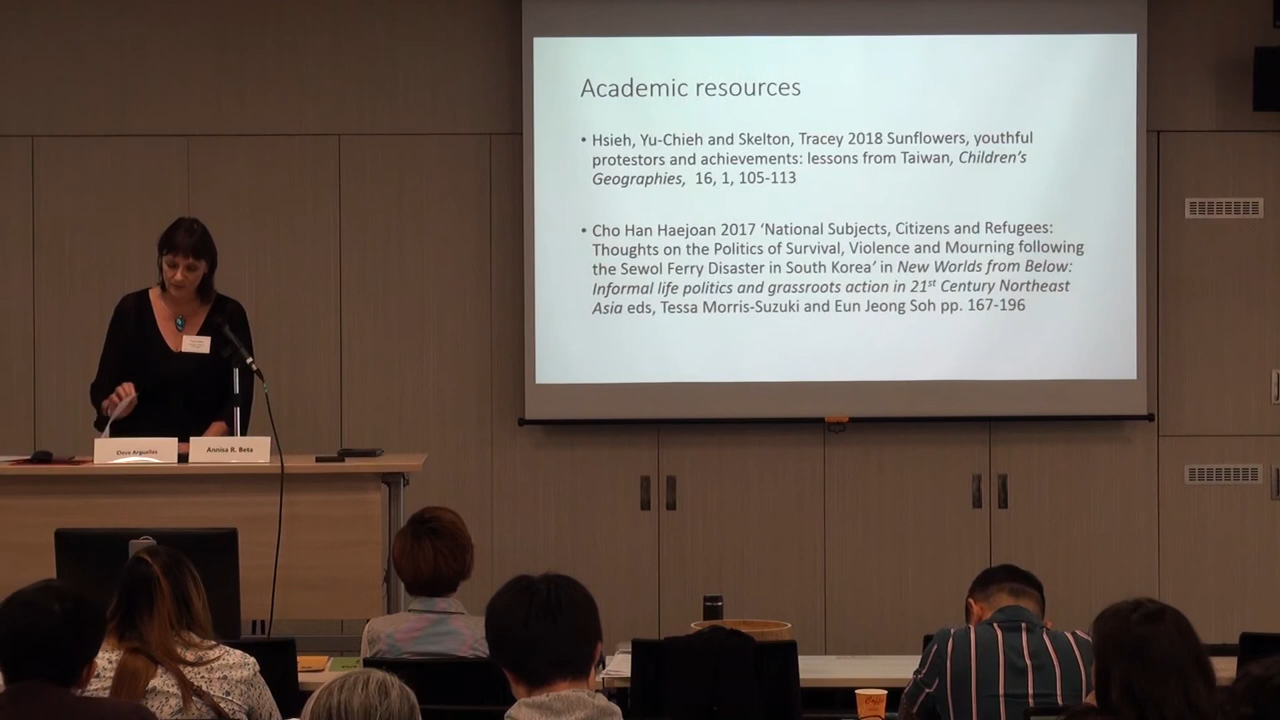 Academic resources
• Hsieh, Yu-Chieh and Skelton, Tracey 2018 Sunflowers, youthful
protestors and achievements: lessons from Taiwan, Children's
Geographies, 16, 1, 105-113
• Cho Han Haejoan 2017 ‘National Subjects, Citizens and Refugees:
Thoughts on the Politics of Survival, Violence and Mourning following
the Sewol Ferry Disaster in South Korea’ in New Worlds from Below:
Informal life politics and grassroots action in 21st Century Northeast
Asia eds, Tessa Morris-Suzuki and Eun Jeong Soh pp. 167-196
Cleve Arguelles
Annisa R. Beta